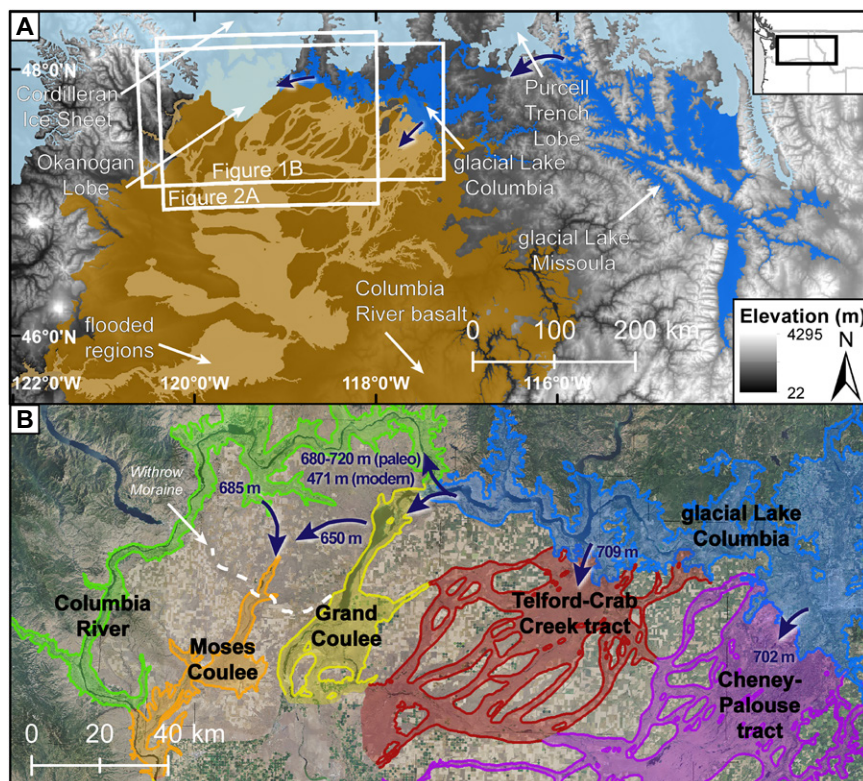 A
48°0'N
Cordilleran
Ice Sheet
Okanogan
Lobe
Figure 1B
Figure 2A
Purcell
Trench
Lobe
glacial Lake
Columbia
glacial Lake
Missoula
46°0'N
flooded
regions
Columbia
River basalt
0 100 200 km
122°0'W
120°0'W
118°0'W
116°0'W
Elevation (m)
4295
22
N
B
Withrow
Moraine
685 m
680-720 m (paleo)
471 m (modern)
650 m
glacial Lake
Columbia
709 m
Columbia
River
Moses
Coulee
Grand
Coulee
Telford-Crab
Creek tract
702 m
Cheney-
Palouse
tract
0 20 40 km